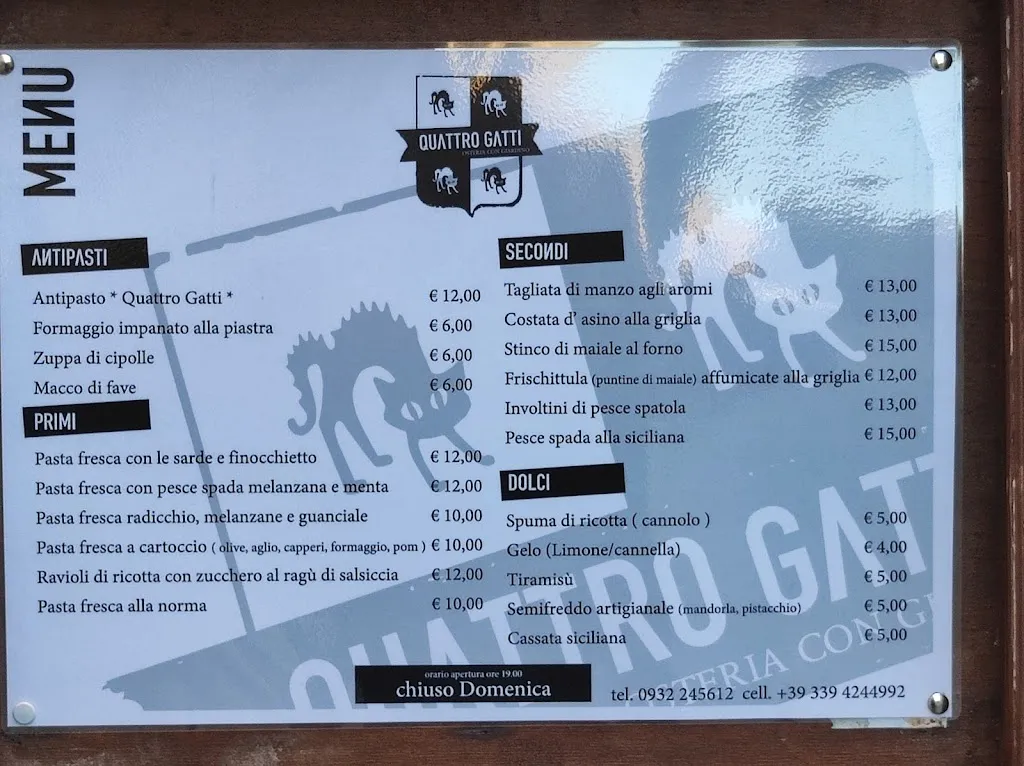 MENU
QUATTRO GATTI
OSTERIA CON GIARDINO
ANTIPASTI
Antipasto * Quattro Gatti * € 12,00
Formaggio impanato alla piastra € 6,00
Zuppa di cipolle € 6,00
Macco di fave € 6,00
PRIMI
Pasta fresca con le sarde e finocchietto € 12,00
Pasta fresca con pesce spada melanzana e menta € 12,00
Pasta fresca radicchio, melanzane e guanciale € 10,00
Pasta fresca a cartoccio ( olive, aglio, capperi, formaggio, pom ) € 10,00
Ravioli di ricotta con zucchero al ragù di salsiccia € 12,00
Pasta fresca alla norma € 10,00
SECONDI
Tagliata di manzo agli aromi € 13,00
Costata d' asino alla griglia € 13,00
Stinco di maiale al forno € 15,00
Frischittula (puntine di maiale) affumicate alla griglia € 12,00
Involtini di pesce spatola € 13,00
Pesce spada alla siciliana € 15,00
DOLCI
Spuma di ricotta ( cannolo ) € 5,00
Gelo (Limone/cannella) € 4,00
Tiramisù € 5,00
Semifreddo artigianale (mandorla, pistacchio) € 5,00
Cassata siciliana € 5,00
QUATTRO GATT
OSTERIA CON G
orario apertura ore 19.00
chiuso Domenica
tel. 0932 245612 cell. +39 339 4244992